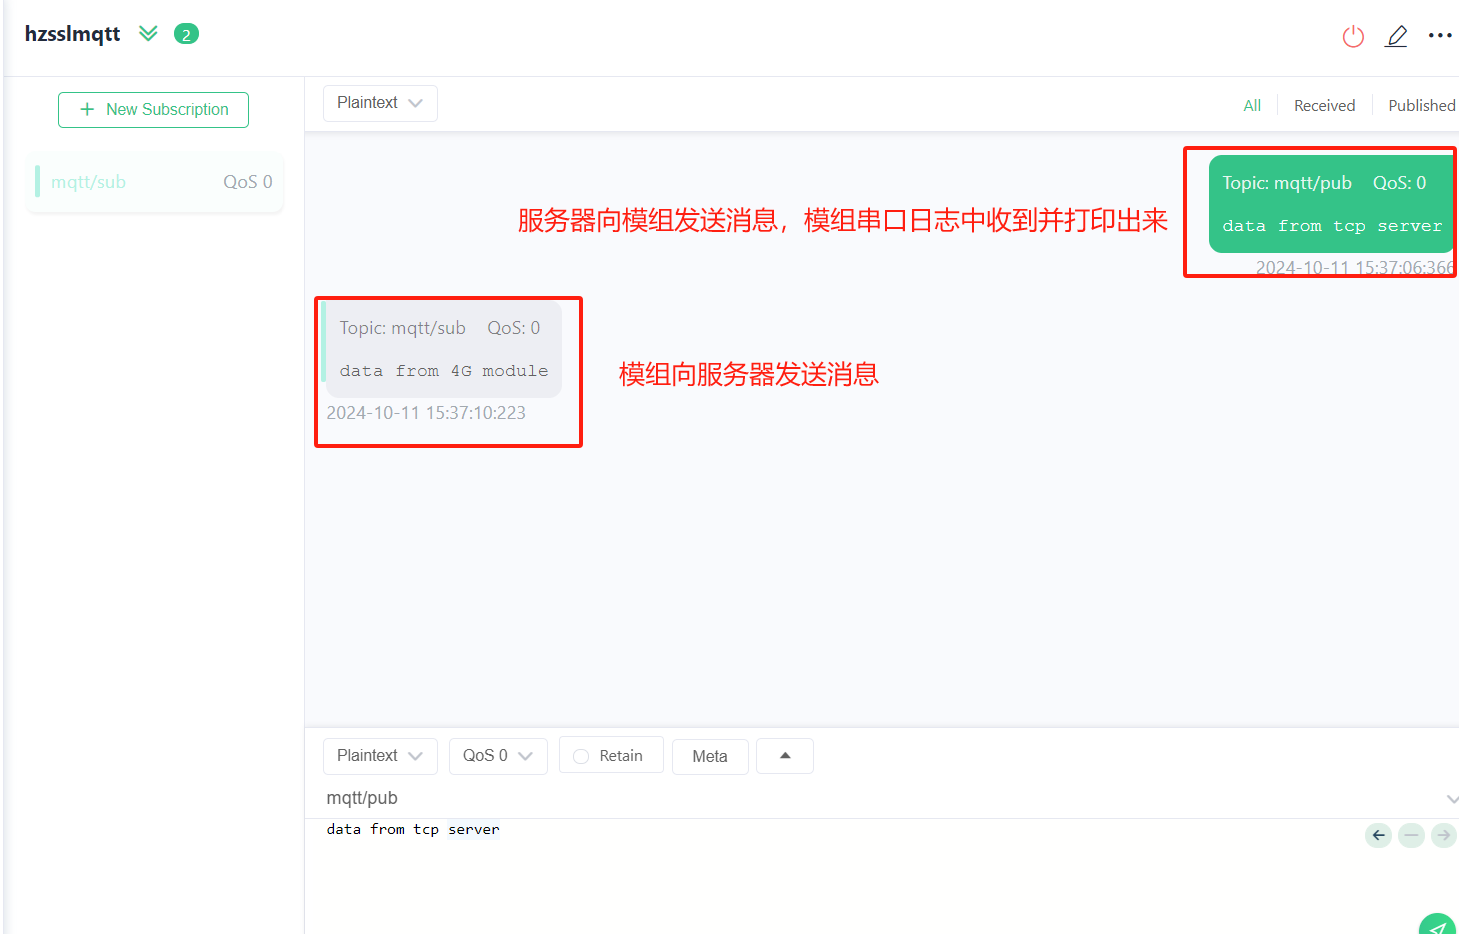 hzsslmqtt 2
New Subscription
mqtt/sub QoS 0
Plaintext
All Received Published
Topic: mqtt/pub QoS: 0
data from tcp server
2024-10-11 15:37:06:366
服务器向模组发送消息，模组串口日志中收到并打印出来
Topic: mqtt/sub QoS: 0
data from 4G module
2024-10-11 15:37:10:223
模组向服务器发送消息
Plaintext QoS 0 Retain Meta
mqtt/pub
data from tcp server